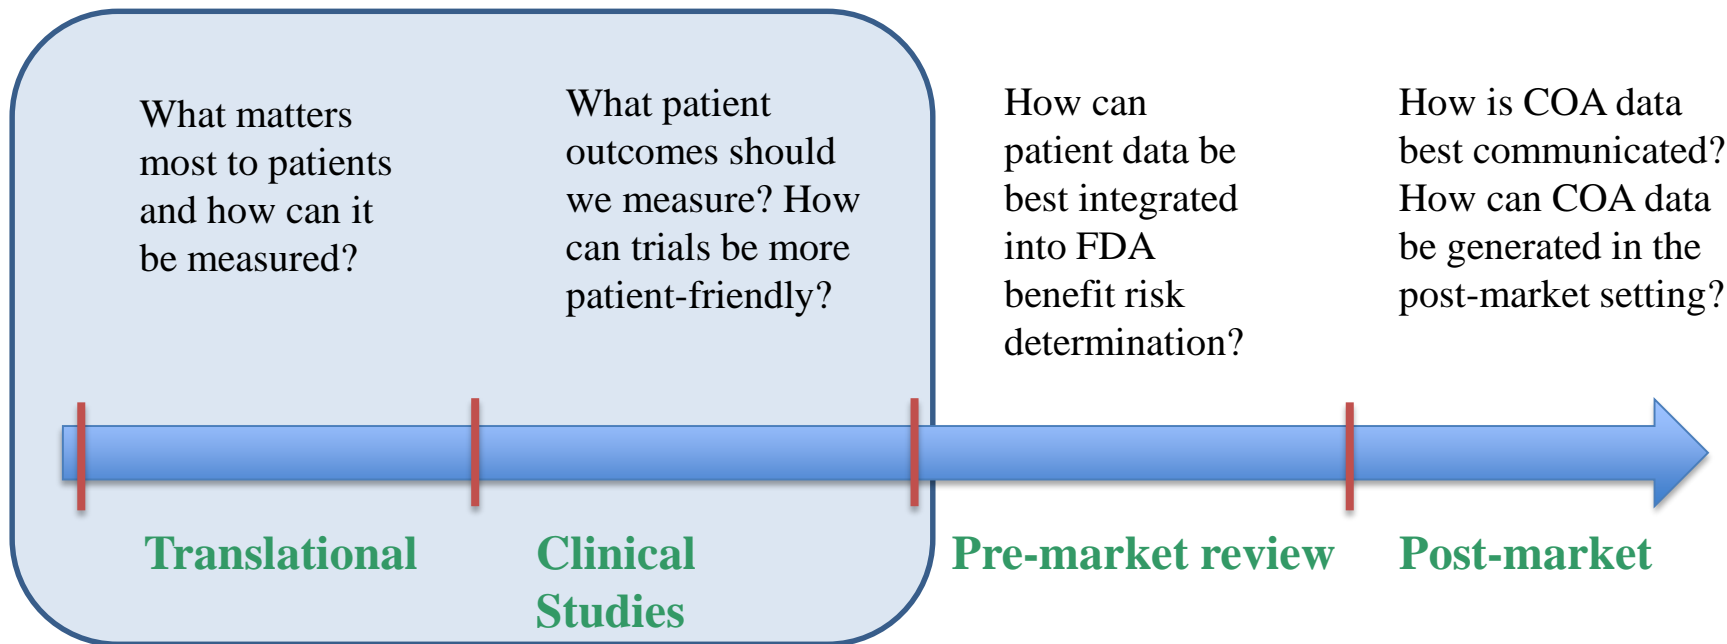 What matters
most to patients
and how can it
be measured?
What patient
outcomes should
we measure? How
can trials be more
patient-friendly?
How can
patient data be
best integrated
into FDA
benefit risk
determination?
How is COA data
best communicated?
How can COA data
be generated in the
post-market setting?
Translational
Clinical
Studies
Pre-market review
Post-market